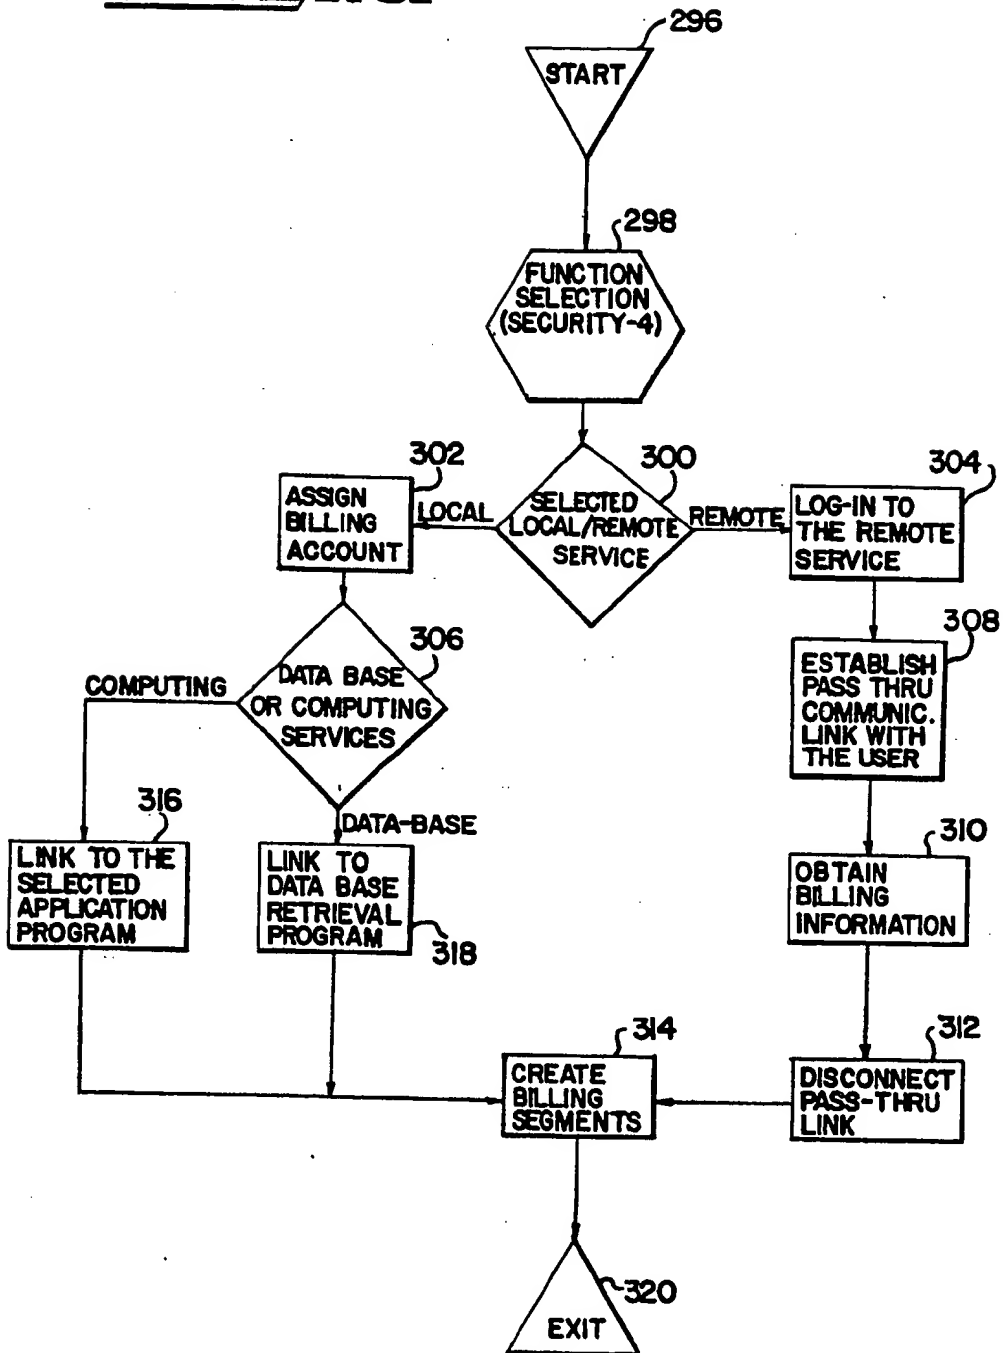 296
START
298
FUNCTION
SELECTION
(SECURITY-4)
302
300
304
ASSIGN
BILLING
ACCOUNT
LOCAL
SELECTED
LOCAL/REMOTE
SERVICE
REMOTE
LOG-IN TO
THE REMOTE
SERVICE
306
308
DATA BASE
OR COMPUTING
SERVICES
COMPUTING
ESTABLISH
PASS THRU
COMMUNIC.
LINK WITH
THE USER
316
DATA-BASE
310
LINK TO THE
SELECTED
APPLICATION
PROGRAM
LINK TO
DATA BASE
RETRIEVAL
PROGRAM
318
OBTAIN
BILLING
INFORMATION
314
312
CREATE
BILLING
SEGMENTS
DISCONNECT
PASS-THRU
LINK
320
EXIT